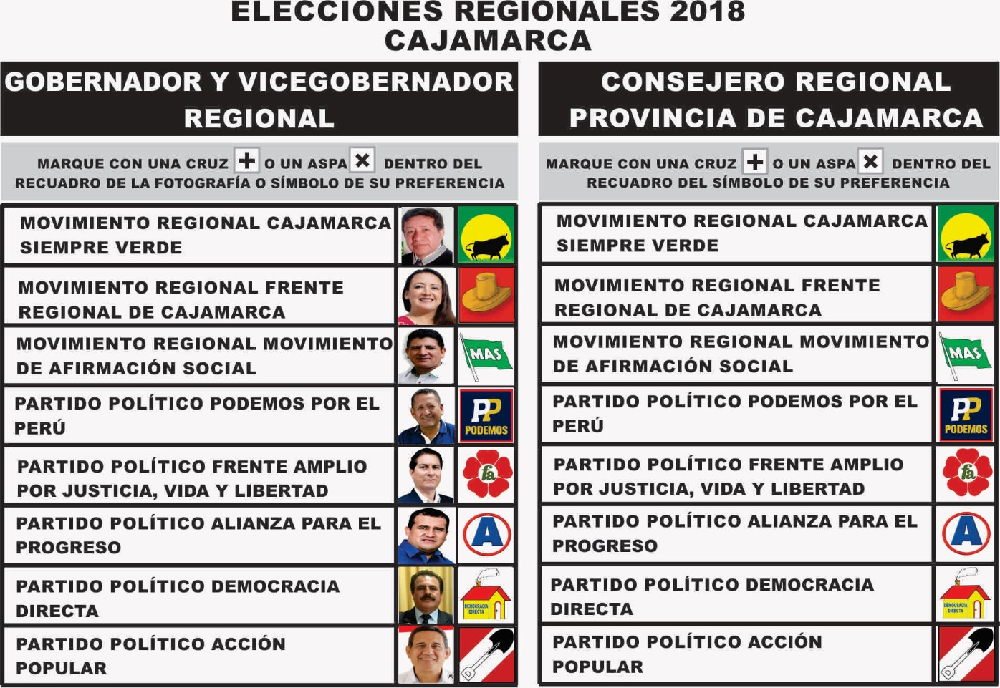 ELECCIONES REGIONALES 2018
CAJAMARCA
GOBERNADOR Y VICEGOBERNADOR
REGIONAL
MARQUE CON UNA CRUZ + O UN ASPA X DENTRO DEL
RECUADRO DE LA FOTOGRAFÍA O SÍMBOLO DE SU PREFERENCIA
MOVIMIENTO REGIONAL CAJAMARCA
SIEMPRE VERDE
MOVIMIENTO REGIONAL FRENTE
REGIONAL DE CAJAMARCA
MOVIMIENTO REGIONAL MOVIMIENTO
DE AFIRMACIÓN SOCIAL
MAS
PARTIDO POLÍTICO PODEMOS POR EL
PERÚ
PP
PODEMOS
PARTIDO POLÍTICO FRENTE AMPLIO
POR JUSTICIA, VIDA Y LIBERTAD
fa
PARTIDO POLÍTICO ALIANZA PARA EL
PROGRESO
A
PARTIDO POLÍTICO DEMOCRACIA
DIRECTA
DEMOCRACIA
DIRECTA
PARTIDO POLÍTICO ACCIÓN
POPULAR
CONSEJERO REGIONAL
PROVINCIA DE CAJAMARCA
MARQUE CON UNA CRUZ + O UN ASPA X DENTRO DEL
RECUADRO DEL SÍMBOLO DE SU PREFERENCIA
MOVIMIENTO REGIONAL CAJAMARCA
SIEMPRE VERDE
MOVIMIENTO REGIONAL FRENTE
REGIONAL DE CAJAMARCA
MOVIMIENTO REGIONAL MOVIMIENTO
DE AFIRMACIÓN SOCIAL
MAS
PARTIDO POLÍTICO PODEMOS POR EL
PERÚ
PP
PODEMOS
PARTIDO POLÍTICO FRENTE AMPLIO
POR JUSTICIA, VIDA Y LIBERTAD
fa
PARTIDO POLÍTICO ALIANZA PARA EL
PROGRESO
A
PARTIDO POLÍTICO DEMOCRACIA
DIRECTA
DEMOCRACIA
DIRECTA
PARTIDO POLÍTICO ACCIÓN
POPULAR